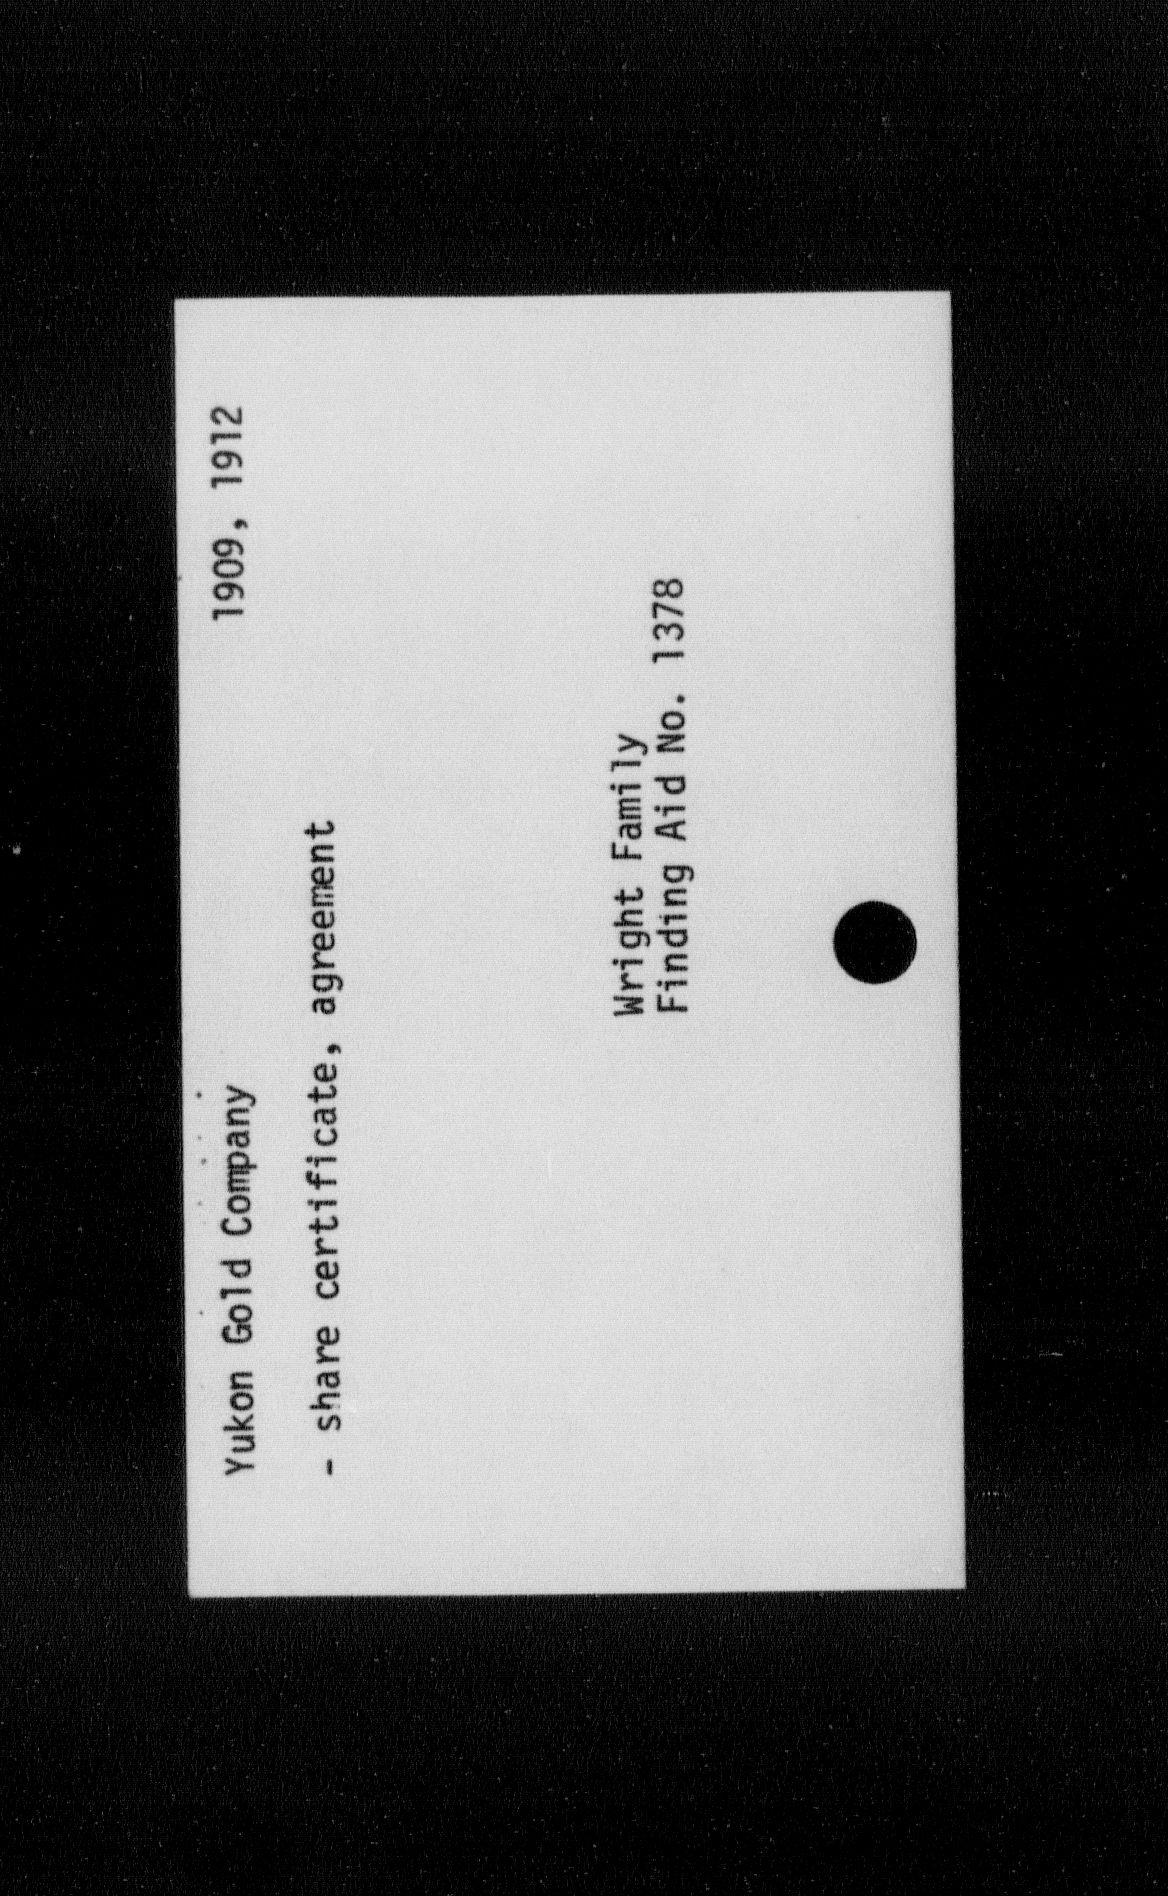 Yukon Gold Company 1909, 1912
- share certificate, agreement
Wright Family
Finding Aid No. 1378